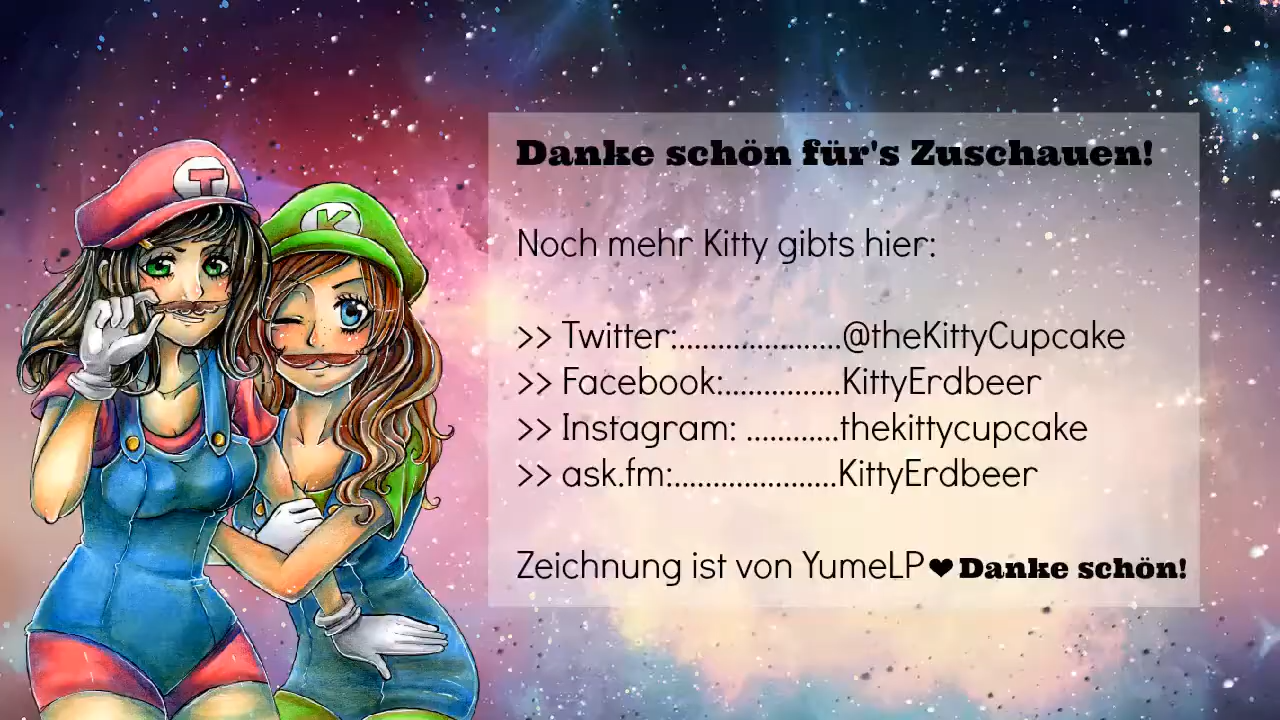 T
K
Danke schön für's Zuschauen!
Noch mehr Kitty gibts hier:
>> Twitter:.....................@theKittyCupcake
>> Facebook:...............KittyErdbeer
>> Instagram: ............thekittycupcake
>> ask.fm:.....................KittyErdbeer
Zeichnung ist von YumeLP❤Danke schön!